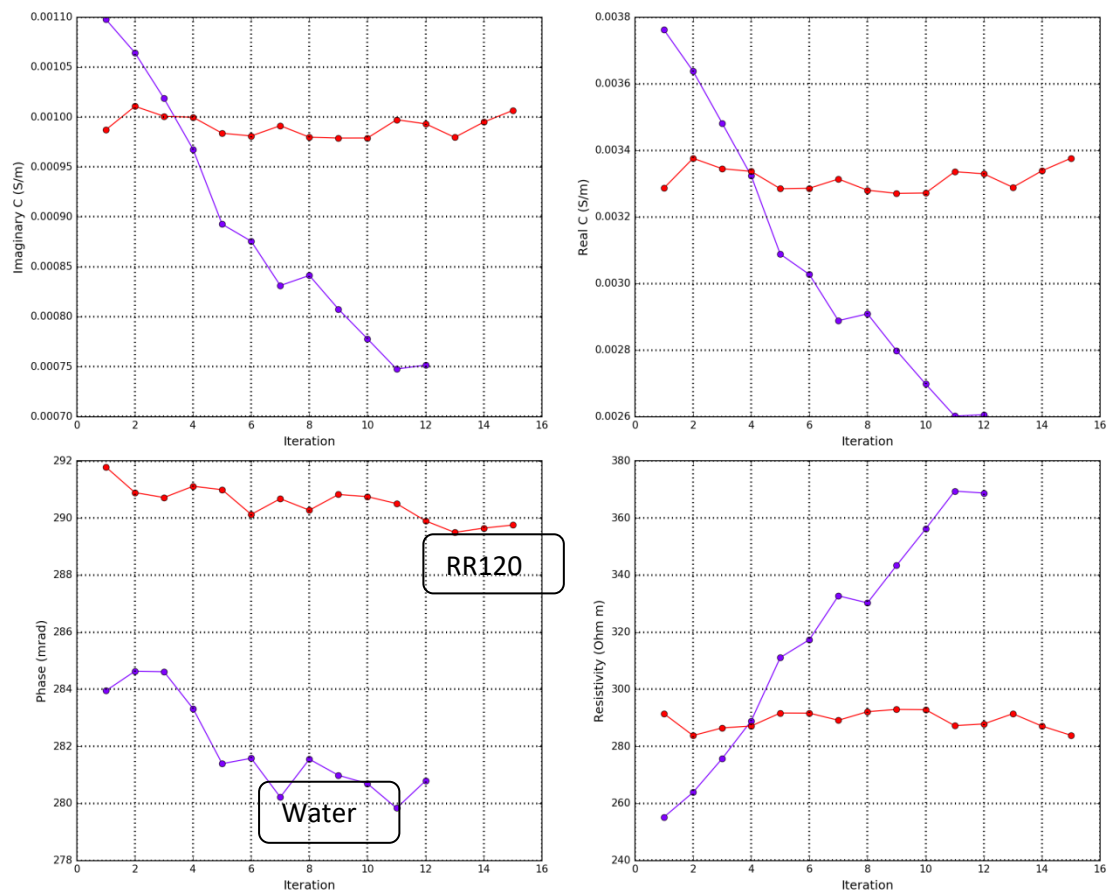 0.00110
0.00105
0.00100
0.00095
0.00090
0.00085
0.00080
0.00075
0.00070
Imaginary C (S/m)
0 2 4 6 8 10 12 14 16
Iteration
0.0038
0.0036
0.0034
0.0032
0.0030
0.0028
0.0026
Real C (S/m)
0 2 4 6 8 10 12 14 16
Iteration
292
290
288
286
284
282
280
278
Phase (mrad)
RR120
Water
0 2 4 6 8 10 12 14 16
Iteration
380
360
340
320
300
280
260
240
Resistivity (Ohm m)
0 2 4 6 8 10 12 14 16
Iteration